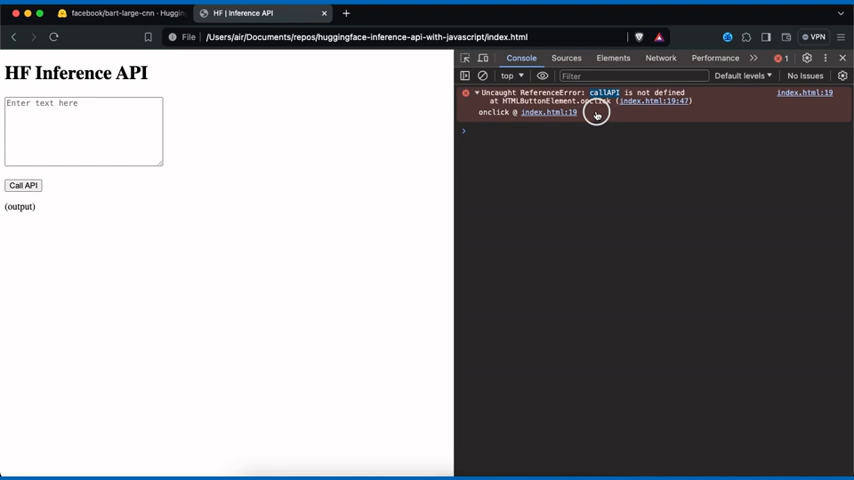 facebook/bart-large-cnn · Hugging
HF | Inference API
File
/Users/air/Documents/repos/huggingface-inference-api-with-javascript/index.html
VPN
HF Inference API
Enter text here
Call API
(output)
Console
Sources
Elements
Network
Performance
1
top
Filter
Default levels
No Issues
Uncaught ReferenceError: callAPI is not defined
index.html:19
at HTMLButtonElement.onclick (index.html:19:47)
onclick @ index.html:19